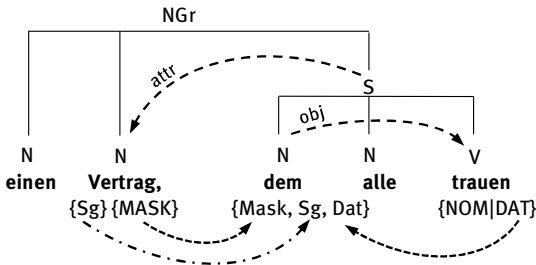 NGr
attr
S
obj
N N N N V
einen Vertrag, dem alle trauen
{Sg} {MASK} {Mask, Sg, Dat} {NOM|DAT}